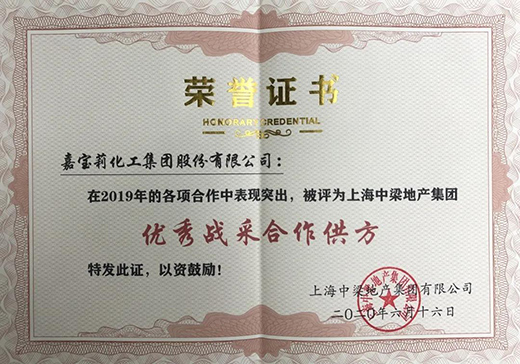 荣誉证书
HONORARY CREDENTIAL
嘉宝莉化工集团股份有限公司：
在2019年的各项合作中表现突出，被评为上海中梁地产集团
优秀战采合作供方
特发此证，以资鼓励！
上海中梁地产集团有限公司
二〇二〇年六月十六日